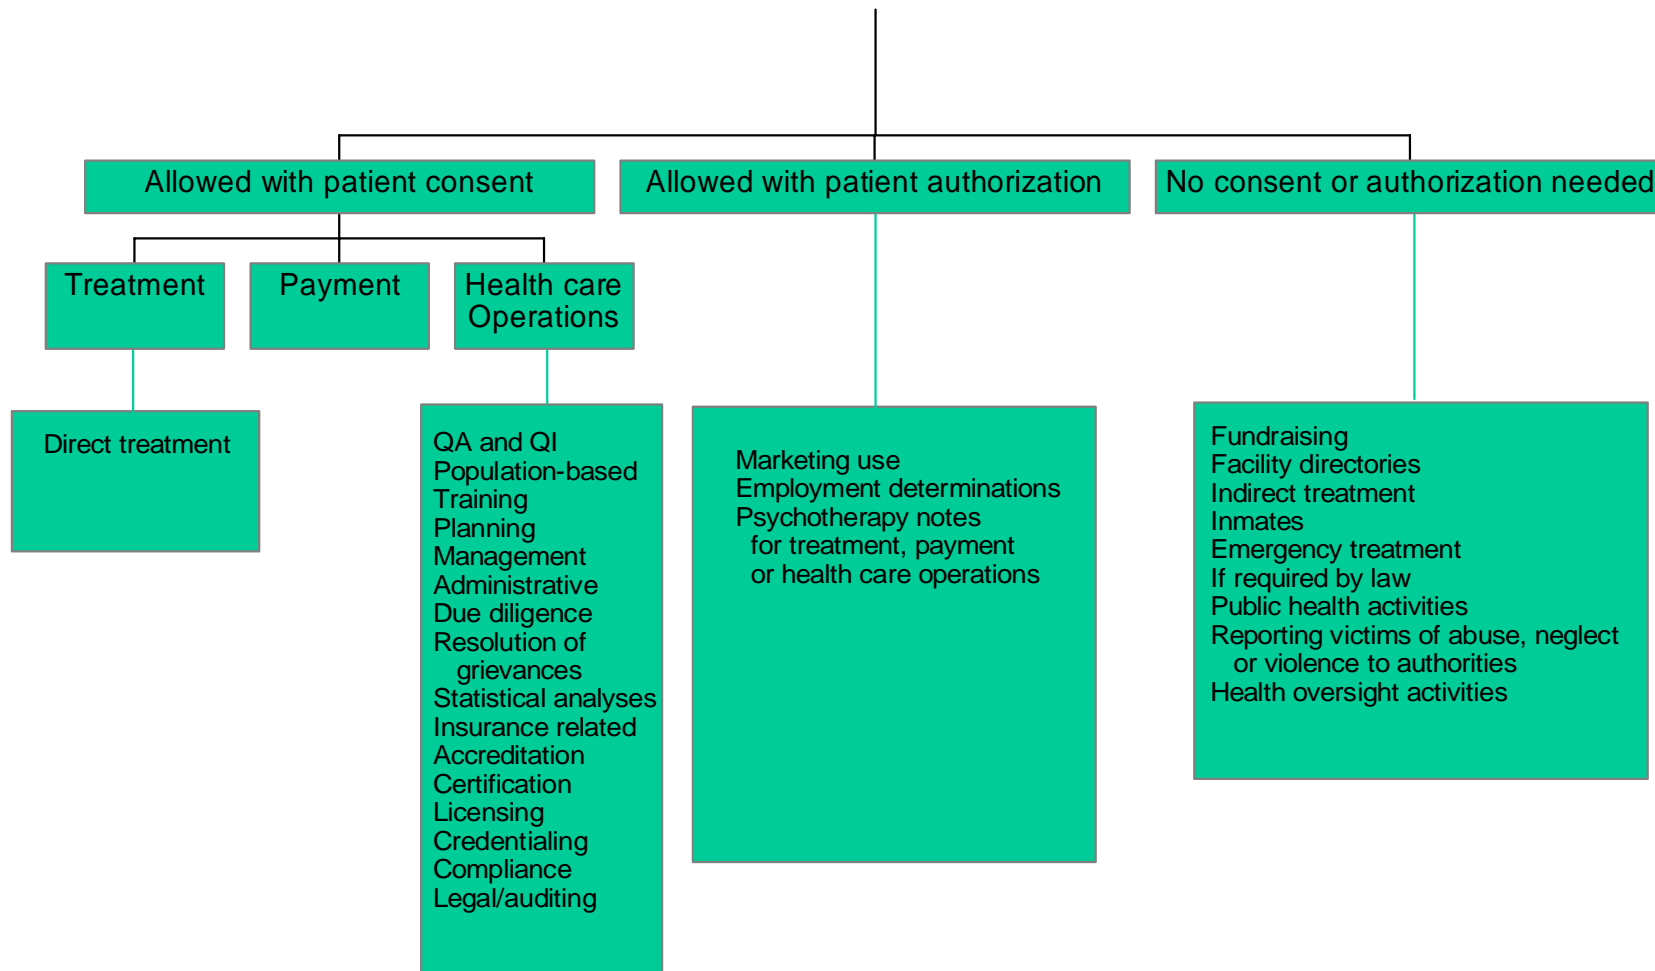 Allowed with patient consent
Allowed with patient authorization
No consent or authorization needed
Treatment
Payment
Health care
Operations
Direct treatment
QA and QI
Population-based
Training
Planning
Management
Administrative
Due diligence
Resolution of
grievances
Statistical analyses
Insurance related
Accreditation
Certification
Licensing
Credentialing
Compliance
Legal/auditing
Marketing use
Employment determinations
Psychotherapy notes
for treatment, payment
or health care operations
Fundraising
Facility directories
Indirect treatment
Inmates
Emergency treatment
If required by law
Public health activities
Reporting victims of abuse, neglect
or violence to authorities
Health oversight activities